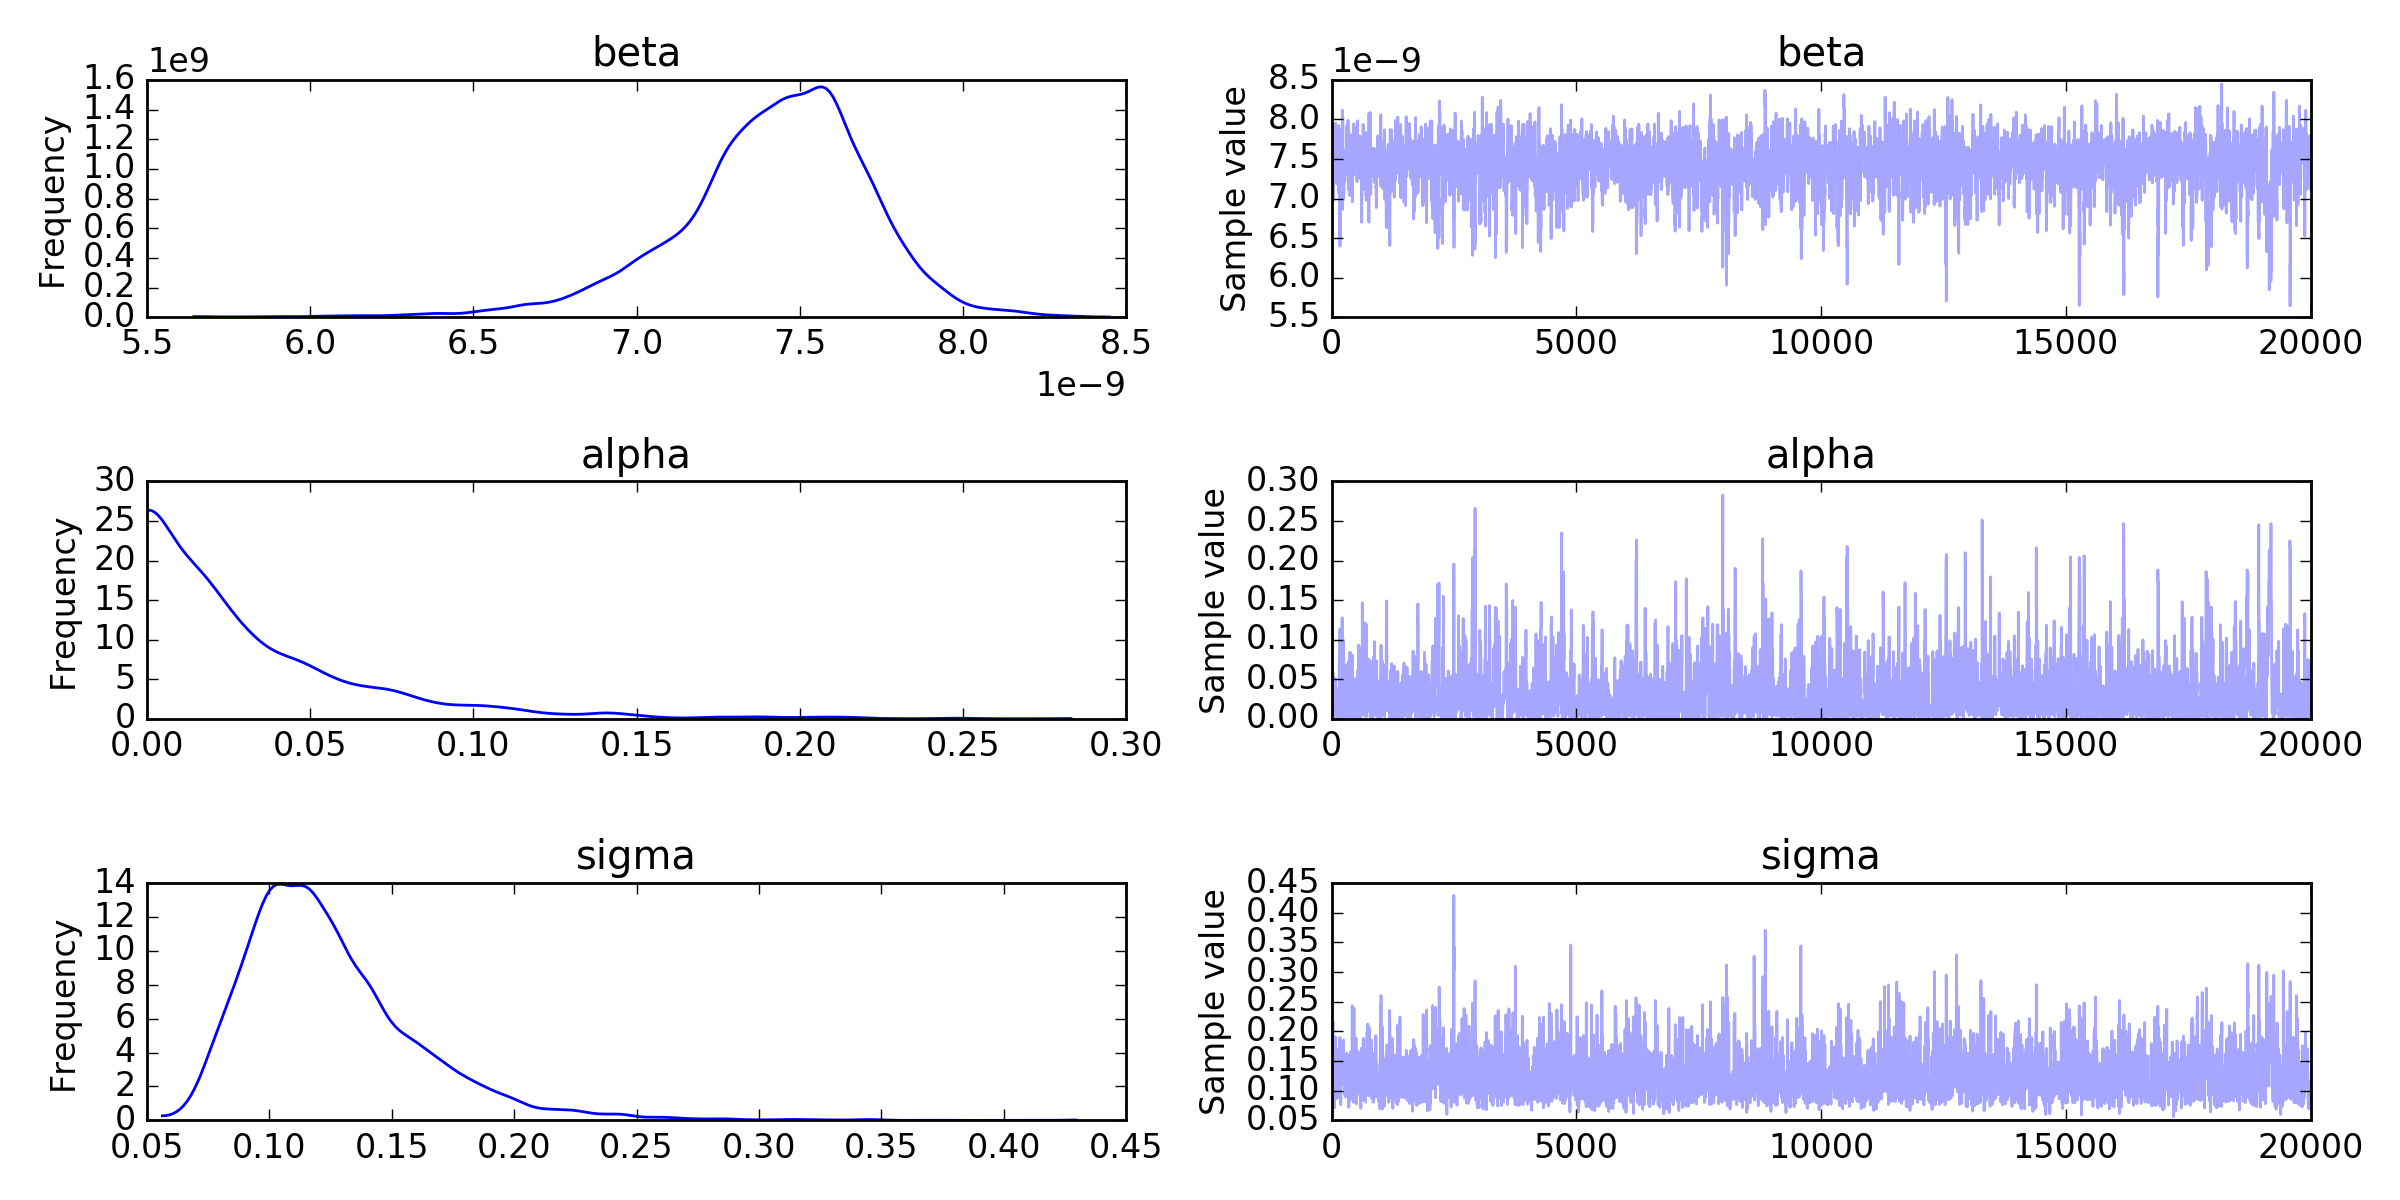 beta
1e9
Frequency
1.6
1.4
1.2
1.0
0.8
0.6
0.4
0.2
0.0
5.5 6.0 6.5 7.0 7.5 8.0 8.5
1e−9
beta
1e−9
Sample value
8.5
8.0
7.5
7.0
6.5
6.0
5.5
0 5000 10000 15000 20000
alpha
Frequency
30
25
20
15
10
5
0
0.00 0.05 0.10 0.15 0.20 0.25 0.30
alpha
Sample value
0.30
0.25
0.20
0.15
0.10
0.05
0.00
0 5000 10000 15000 20000
sigma
Frequency
14
12
10
8
6
4
2
0
0.05 0.10 0.15 0.20 0.25 0.30 0.35 0.40 0.45
sigma
Sample value
0.45
0.40
0.35
0.30
0.25
0.20
0.15
0.10
0.05
0 5000 10000 15000 20000